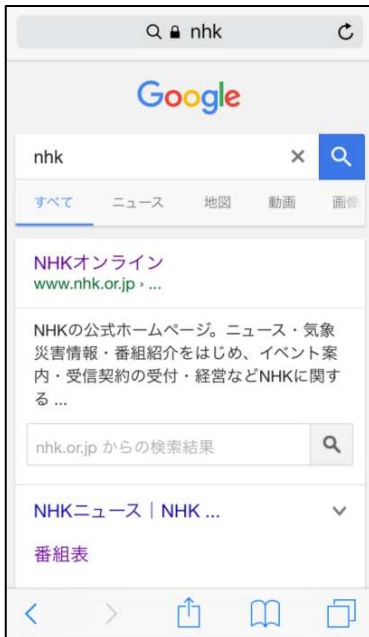 nhk
Google
nhk
すべて ニュース 地図 動画 画像
NHKオンライン
www.nhk.or.jp › ...
NHKの公式ホームページ。ニュース・気象
災害情報・番組紹介をはじめ、イベント案
内・受信契約の受付・経営などNHKに関す
る ...
nhk.or.jp からの検索結果
NHKニュース｜NHK ...
番組表